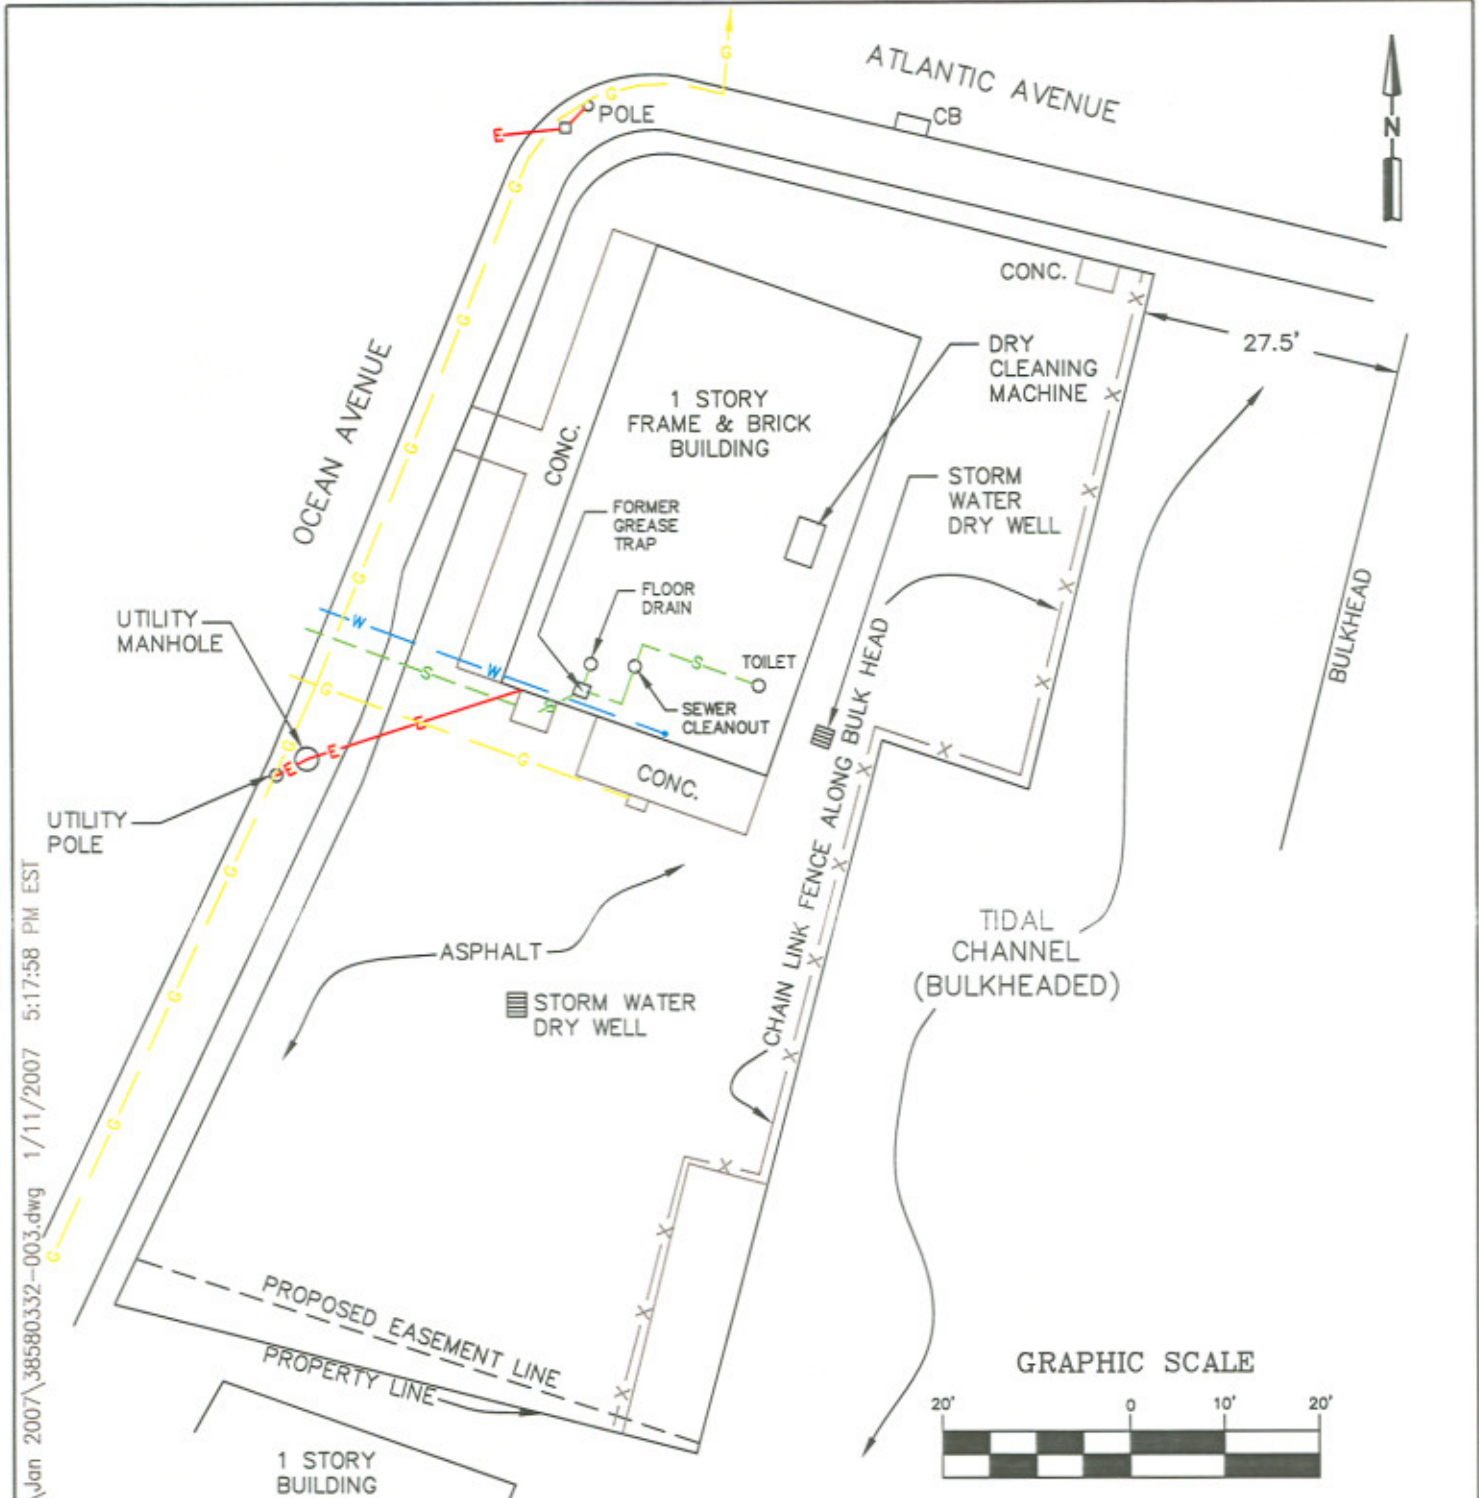 ATLANTIC AVENUE
G
G
POLE
E
CB
N
G
G
CONC.
X
27.5'
G
OCEAN AVENUE
DRY
CLEANING
MACHINE
X
1 STORY
FRAME & BRICK
BUILDING
G
CONC.
STORM
WATER
DRY WELL
X
FORMER
GREASE
TRAP
G
FLOOR
DRAIN
X
BULKHEAD
UTILITY
MANHOLE
W
W
S
S
S
TOILET
X
G
SEWER
CLEANOUT
E
G
E
E
G
X
X
CONC.
UTILITY
POLE
CHAIN LINK FENCE ALONG BULK HEAD
X
G
ASPHALT
TIDAL
CHANNEL
(BULKHEADED)
X
G
STORM WATER
DRY WELL
X
G
X
X
G
X
X
PROPOSED EASEMENT LINE
PROPERTY LINE
1 STORY
BUILDING
GRAPHIC SCALE
20' 0 10' 20'
\Jan 2007\38580332-003.dwg 1/11/2007 5:17:58 PM EST